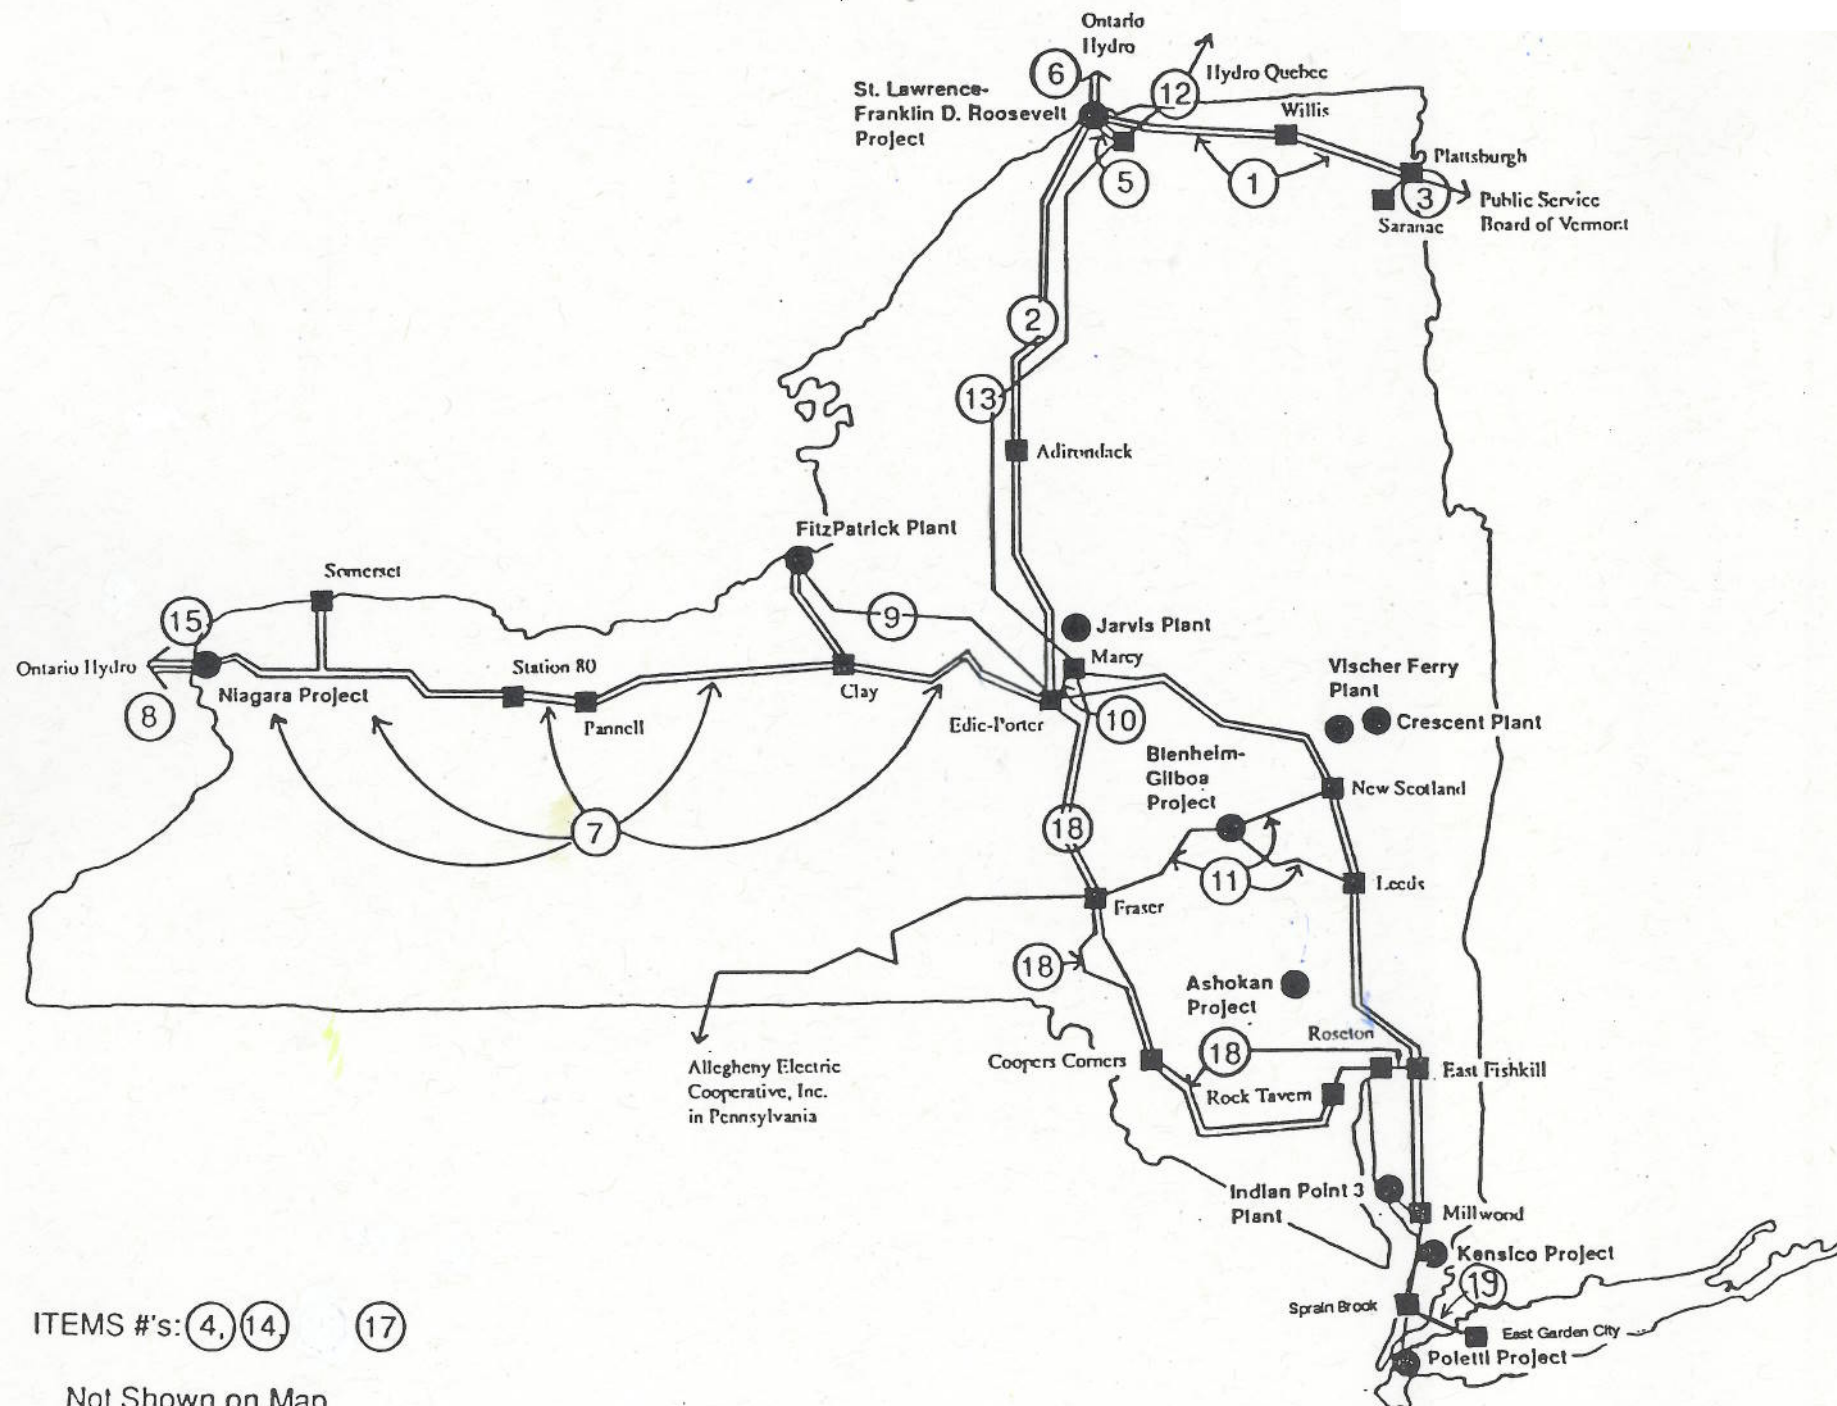 Ontario
Hydro
6
12
Hydro Quebec
St. Lawrence-
Franklin D. Roosevelt
Project
Willis
5
1
Plattsburgh
3
Public Service
Board of Vermont
Saranac
2
13
Adirondack
FitzPatrick Plant
Somerset
15
9
Jarvis Plant
Marcy
Ontario Hydro
Niagara Project
Station 80
Clay
Vischer Ferry
Plant
8
Pannell
Edic-Porter
10
Crescent Plant
Blenheim-
Gilboa
Project
New Scotland
7
18
11
Leeds
Fraser
18
Ashokan
Project
Roseton
18
Coopers Corners
Allegheny Electric
Cooperative, Inc.
in Pennsylvania
Rock Tavern
East Fishkill
Indian Point 3
Plant
Millwood
Kensico Project
19
Sprain Brook
East Garden City
Poletti Project
ITEMS #'s: 4, 14, 17
Not Shown on Map